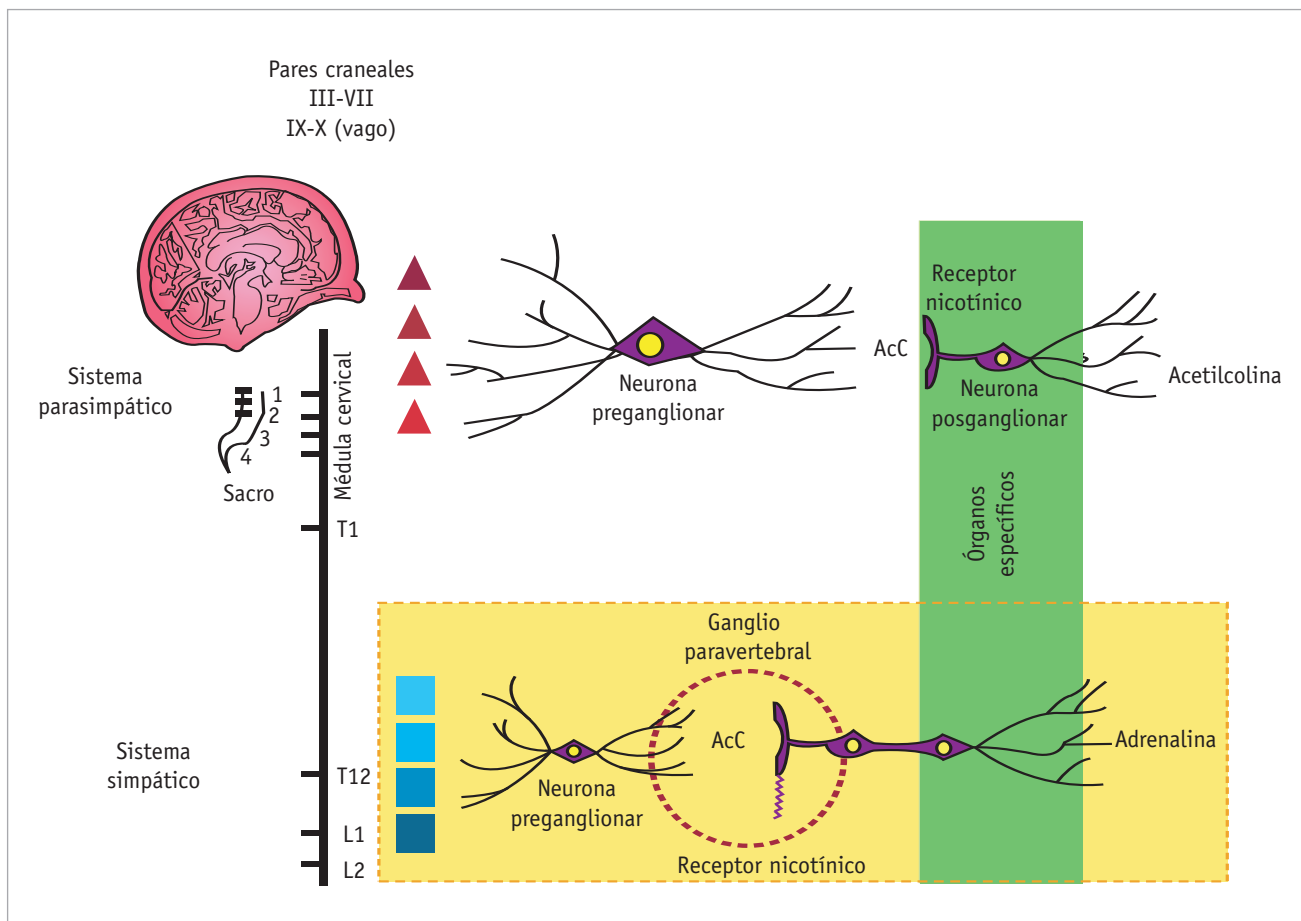 Pares craneales
III-VII
IX-X (vago)
Receptor
nicotínico
AcC
Neurona
preganglionar
Neurona
posganglionar
Acetilcolina
Sistema
parasimpático
1
2
3
4
Sacro
Médula cervical
T1
Órganos
específicos
Ganglio
paravertebral
AcC
Adrenalina
Sistema
simpático
T12
Neurona
preganglionar
L1
Receptor nicotínico
L2